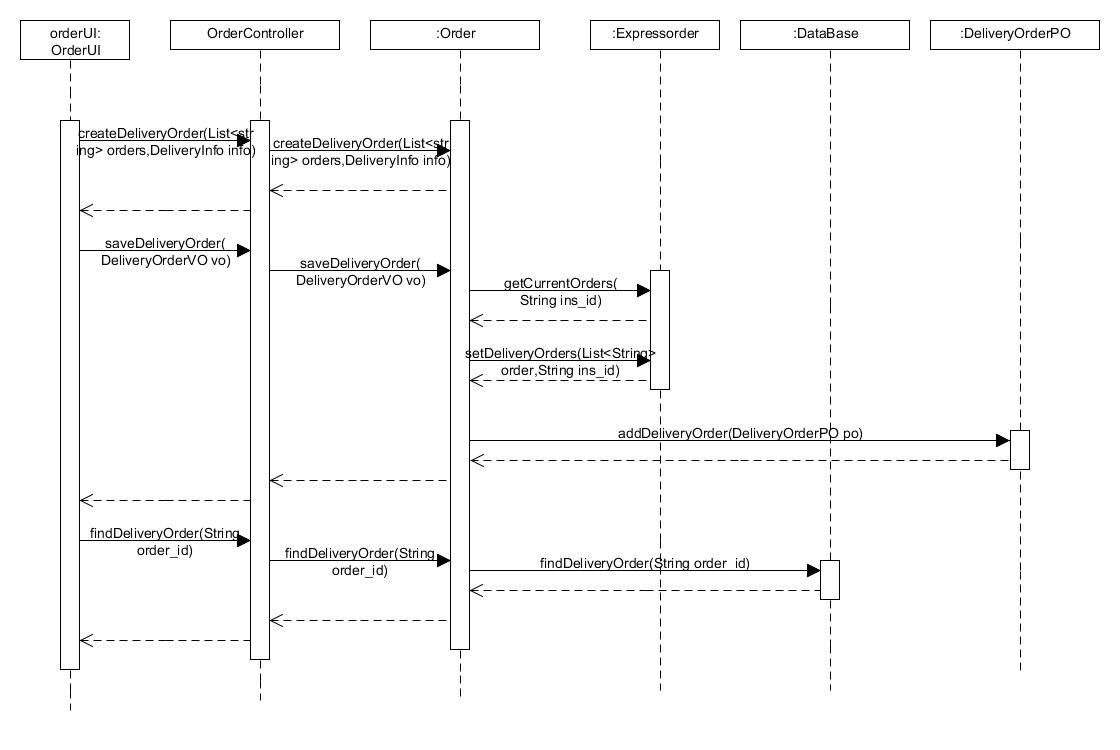 orderUI:
OrderUI
OrderController
:Order
:Expressorder
:DataBase
:DeliveryOrderPO
createDeliveryOrder(List<str
ing> orders,DeliveryInfo info)
createDeliveryOrder(List<str
ing> orders,DeliveryInfo info)
saveDeliveryOrder(
DeliveryOrderVO vo)
saveDeliveryOrder(
DeliveryOrderVO vo)
getCurrentOrders(
String ins_id)
setDeliveryOrders(List<String>
order,String ins_id)
addDeliveryOrder(DeliveryOrderPO po)
findDeliveryOrder(String
order_id)
findDeliveryOrder(String
order_id)
findDeliveryOrder(String order_id)